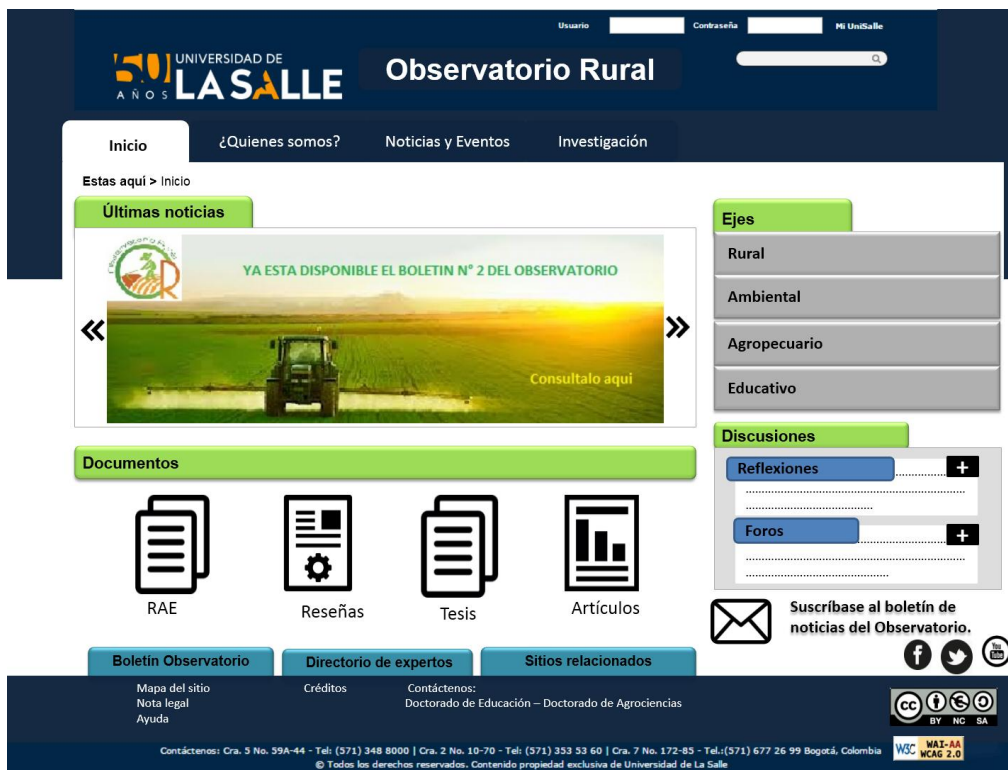 Usuario Contraseña Mi UniSalle
50 AÑOS UNIVERSIDAD DE LA SALLE
Observatorio Rural
Inicio ¿Quienes somos? Noticias y Eventos Investigación
Estas aquí > Inicio
Últimas noticias
YA ESTA DISPONIBLE EL BOLETIN N° 2 DEL OBSERVATORIO
Consultalo aqui
Ejes
Rural
Ambiental
Agropecuario
Educativo
Discusiones
Reflexiones
Foros
Documentos
RAE Reseñas Tesis Artículos
Suscríbase al boletín de
noticias del Observatorio.
You Tube
Boletín Observatorio Directorio de expertos Sitios relacionados
Mapa del sitio Créditos Contáctenos:
Nota legal Doctorado de Educación – Doctorado de Agrociencias
Ayuda
cc BY NC SA
W3C WAI-AA WCAG 2.0
Contáctenos: Cra. 5 No. 59A-44 - Tel: (571) 348 8000 | Cra. 2 No. 10-70 - Tel: (571) 353 53 60 | Cra. 7 No. 172-85 - Tel.:(571) 677 26 99 Bogotá, Colombia
© Todos los derechos reservados. Contenido propiedad exclusiva de Universidad de La Salle